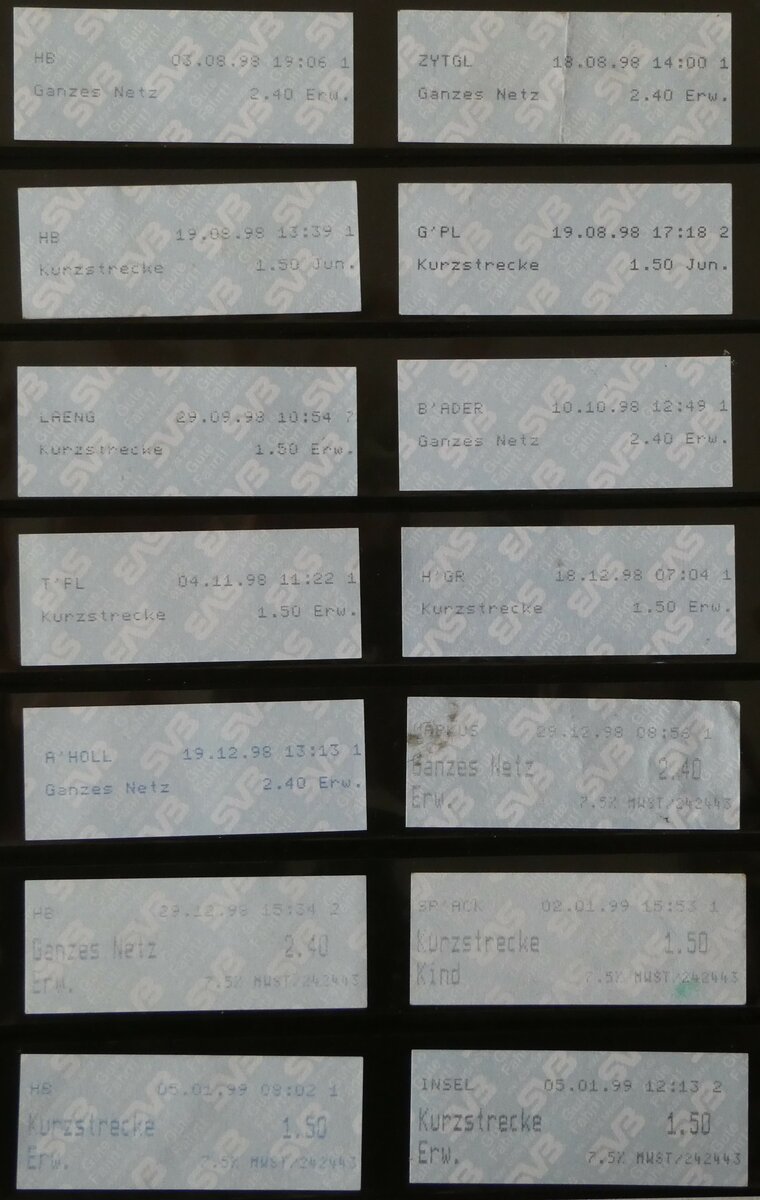 HB 03.08.98 19:06 1
Ganzes Netz 2.40 Erw.
ZYTGL 18.08.98 14:00 1
Ganzes Netz 2.40 Erw.
HB 19.08.98 13:39 1
Kurzstrecke 1.50 Jun.
G'PL 19.08.98 17:18 2
Kurzstrecke 1.50 Jun.
LAENG 29.09.98 10:54
Kurzstrecke 1.50 Erw.
B'ADER 10.10.98 12:49 1
Ganzes Netz 2.40 Erw.
T'PL 04.11.98 11:22 1
Kurzstrecke 1.50 Erw.
H'GR 18.12.98 07:04 1
Kurzstrecke 1.50 Erw.
A'HOLL 19.12.98 13:13 1
Ganzes Netz 2.40 Erw.
MARKUS 29.12.98 08:56 1
Ganzes Netz 2.40
Erw. 7.5% MWST/242443
HB 29.12.98 15:34 2
Ganzes Netz 2.40
Erw. 7.5% MWST/242443
02.01.99 15:53 1
Kurzstrecke 1.50
Kind 7.5% MWST/242443
HB 05.01.99 08:02 1
Kurzstrecke 1.50
Erw. 7.5% MWST/242443
INSEL 05.01.99 12:13 2
Kurzstrecke 1.50
Erw. 7.5% MWST/242443